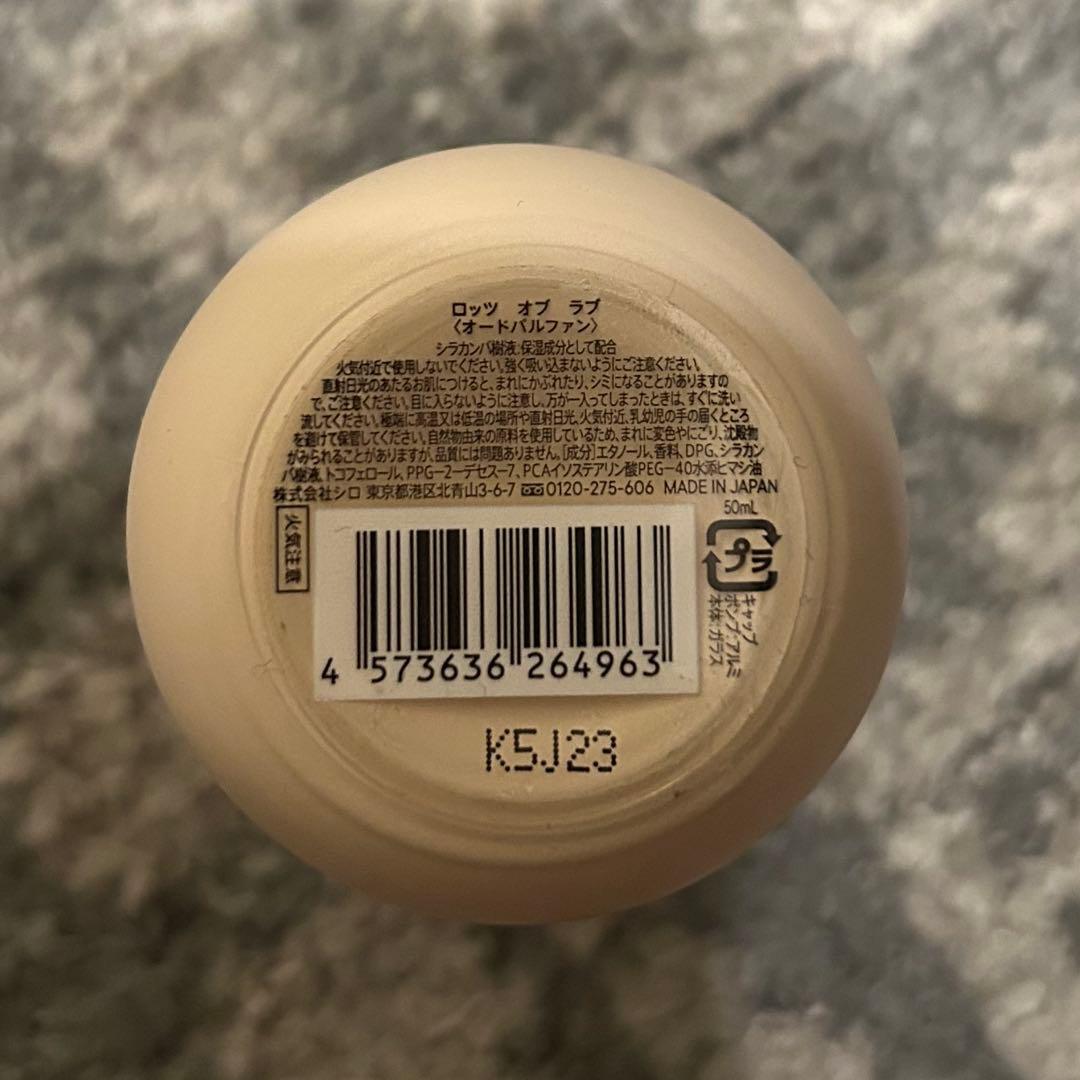 ロッツ オブ ラブ
〈オードパルファン〉
シラカンバ樹液:保湿成分として配合
火気付近で使用しないでください。強く吸い込まないようにご注意ください。
直射日光のあたるお肌につけると、まれにかぶれたり、シミになることがありますの
で、ご注意ください。目に入らないように注意し、万が一入ってしまったときは、すぐに洗い
流してください。極端に高温又は低温の場所や直射日光、火気付近、乳幼児の手の届くところ
を避けて保管してください。自然物由来の原料を使用しているため、まれに変色やにごり、沈殿物
がみられることがありますが、品質には問題ありません。[成分]エタノール、香料、DPG、シラカン
バ樹液、トコフェロール、PPG-2-デセス-7、PCAイソステアリン酸PEG-40水添ヒマシ油
株式会社シロ 東京都港区北青山3-6-7 0120-275-606 MADE IN JAPAN
50mL
火気注意
プラ
キャップ
ポンプ:アルミ
本体:ガラス
4 573636 264963
K5J23